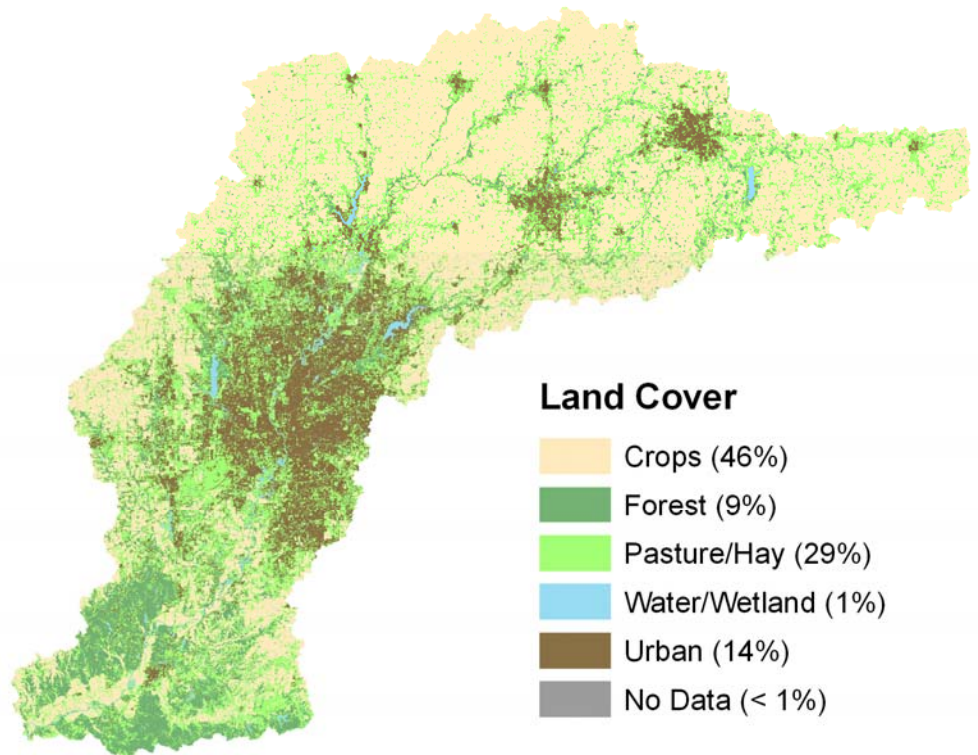 Land Cover
Crops (46%)
Forest (9%)
Pasture/Hay (29%)
Water/Wetland (1%)
Urban (14%)
No Data (< 1%)